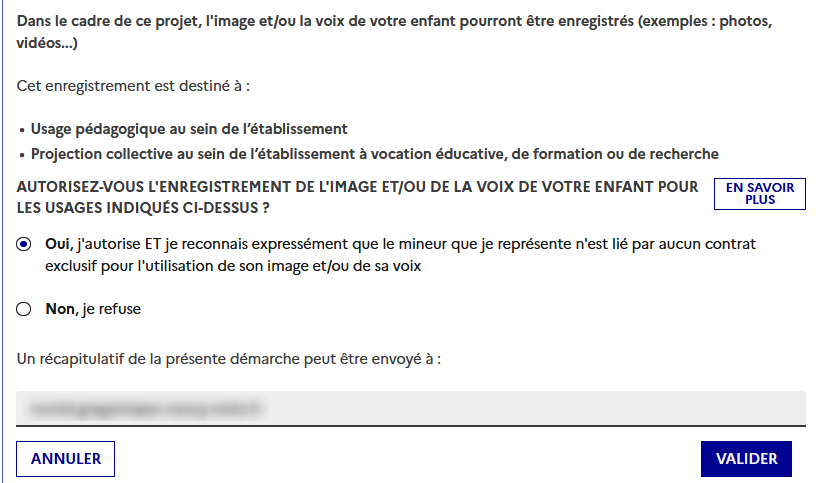 Dans le cadre de ce projet, l'image et/ou la voix de votre enfant pourront être enregistrés (exemples : photos,
vidéos...)
Cet enregistrement est destiné à :
• Usage pédagogique au sein de l’établissement
• Projection collective au sein de l’établissement à vocation éducative, de formation ou de recherche
AUTORISEZ-VOUS L'ENREGISTREMENT DE L'IMAGE ET/OU DE LA VOIX DE VOTRE ENFANT POUR
LES USAGES INDIQUÉS CI-DESSUS ?
EN SAVOIR
PLUS
Oui, j'autorise ET je reconnais expressément que le mineur que je représente n'est lié par aucun contrat
exclusif pour l'utilisation de son image et/ou de sa voix
Non, je refuse
Un récapitulatif de la présente démarche peut être envoyé à :
ANNULER
VALIDER